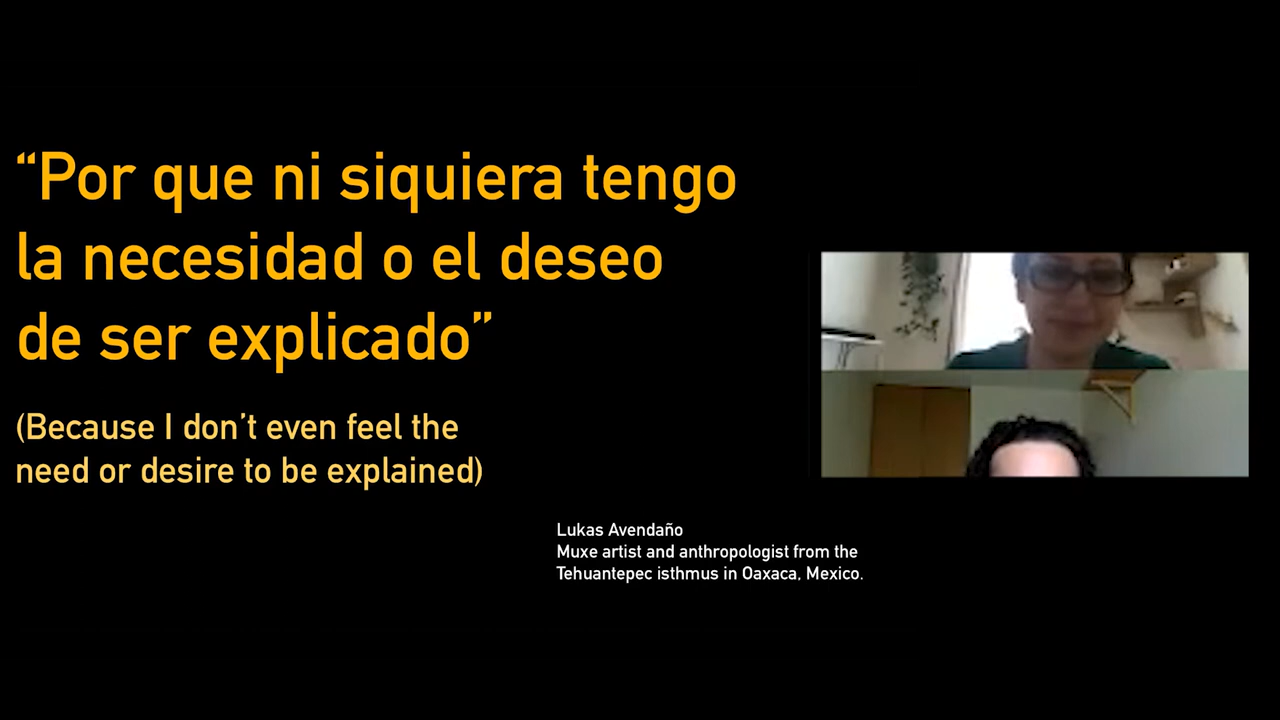 “Por que ni siquiera tengo
la necesidad o el deseo
de ser explicado”
(Because I don’t even feel the
need or desire to be explained)
Lukas Avendaño
Muxe artist and anthropologist from the
Tehuantepec isthmus in Oaxaca, Mexico.